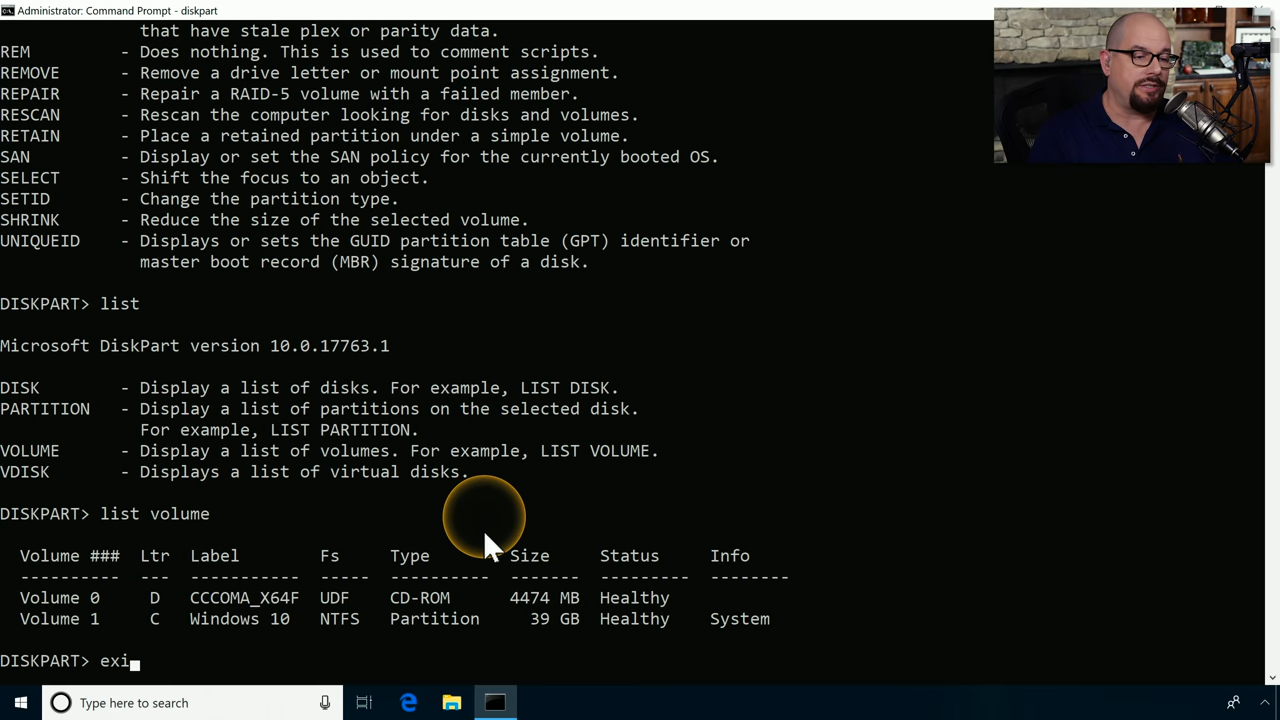 Administrator: Command Prompt - diskpart
that have stale plex or parity data.
REM - Does nothing. This is used to comment scripts.
REMOVE - Remove a drive letter or mount point assignment.
REPAIR - Repair a RAID-5 volume with a failed member.
RESCAN - Rescan the computer looking for disks and volumes.
RETAIN - Place a retained partition under a simple volume.
SAN - Display or set the SAN policy for the currently booted OS.
SELECT - Shift the focus to an object.
SETID - Change the partition type.
SHRINK - Reduce the size of the selected volume.
UNIQUEID - Displays or sets the GUID partition table (GPT) identifier or
master boot record (MBR) signature of a disk.
DISKPART> list
Microsoft DiskPart version 10.0.17763.1
DISK - Display a list of disks. For example, LIST DISK.
PARTITION - Display a list of partitions on the selected disk.
For example, LIST PARTITION.
VOLUME - Display a list of volumes. For example, LIST VOLUME.
VDISK - Displays a list of virtual disks.
DISKPART> list volume
Volume ### Ltr Label Fs Type Size Status Info
---------- --- ----------- ----- ---------- ------- --------- --------
Volume 0 D CCCOMA_X64F UDF CD-ROM 4474 MB Healthy
Volume 1 C Windows 10 NTFS Partition 39 GB Healthy System
DISKPART> exi
Type here to search